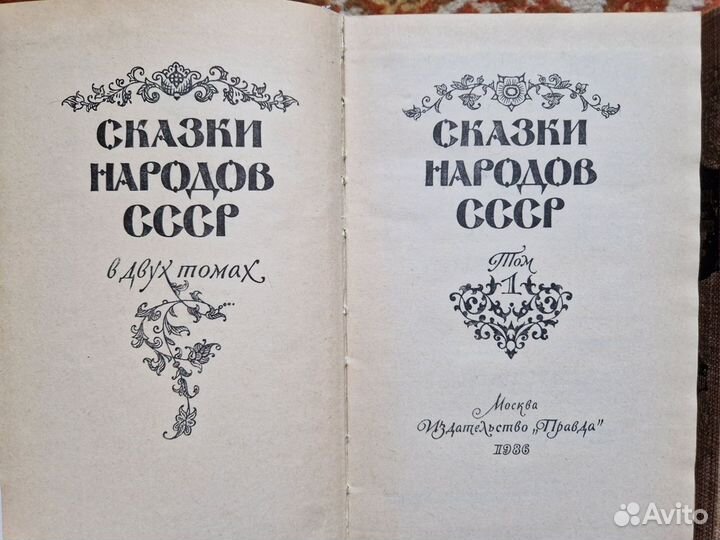 СКАЗКИ
НАРОДОВ
СССР
в двух томах
СКАЗКИ
НАРОДОВ
СССР
Том
1
Москва
Издательство „Правда"
1986
Avito